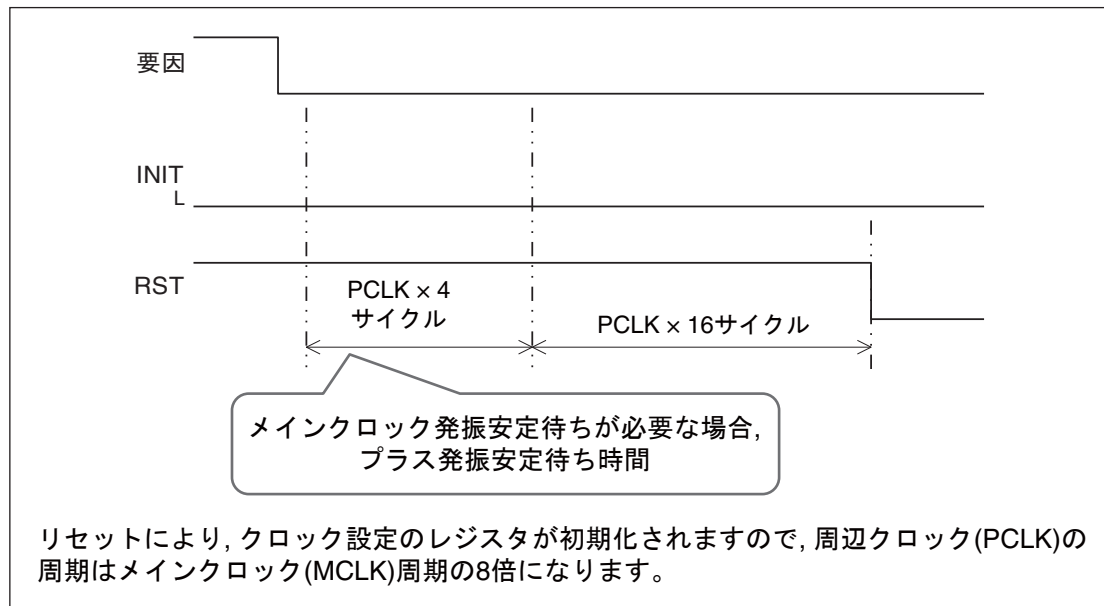 要因
INIT
L
RST
PCLK × 4
サイクル
PCLK × 16サイクル
メインクロック発振安定待ちが必要な場合,
プラス発振安定待ち時間
リセットにより, クロック設定のレジスタが初期化されますので, 周辺クロック(PCLK)の
周期はメインクロック(MCLK)周期の8倍になります。